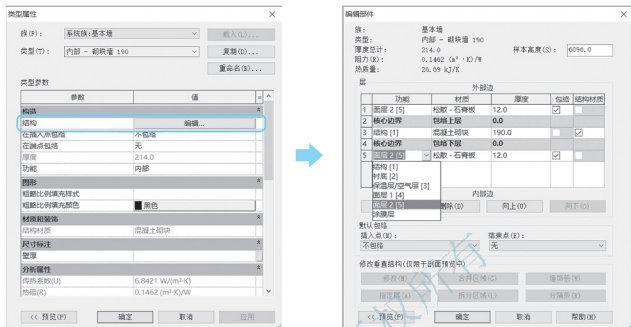 类型属性
族(F): 系统族:基本墙 载入(L)...
类型(T): 内部 - 砌块墙 190 复制(D)...
重命名(R)...
类型参数
参数 值
构造
结构 编辑...
在插入点包络 不包络
在端点包络 无
厚度 214.0
功能 内部
图形
粗略比例填充样式
粗略比例填充颜色 黑色
材质和装饰
结构材质 混凝土砌块
尺寸标注
壁厚
分析属性
传热系数(U) 6.8421 W/(m²·K)
热阻(R) 0.1462 (m²·K)/W
<< 预览(P) 确定 取消 应用
编辑部件
族: 基本墙
类型: 内部 - 砌块墙 190
厚度总计: 214.0 样本高度(S): 6096.0
阻力(R): 0.1462 (m²·K)/W
热质量: 26.69 kJ/K
层
外部边
功能 材质 厚度 包络 结构材质
1 面层 2 [5] 松散 - 石膏板 12.0
2 核心边界 包络上层 0.0
3 结构 [1] 混凝土砌块 190.0
4 核心边界 包络下层 0.0
5 面层 2 [5] 松散 - 石膏板 12.0
结构 [1]
衬底 [2]
保温层/空气层 [3]
面层 1 [4]
面层 2 [5]
涂膜层
内部边
删除(D) 向上(U) 向下(O)
默认包络
插入点(N): 结束点(E):
不包络 无
修改垂直结构(仅限于剖面预览中)
修改(M) 合并区域(G) 墙饰条(W)
指定层(A) 拆分区域(L) 分隔条(R)
<< 预览(P) 确定 取消 帮助(H)